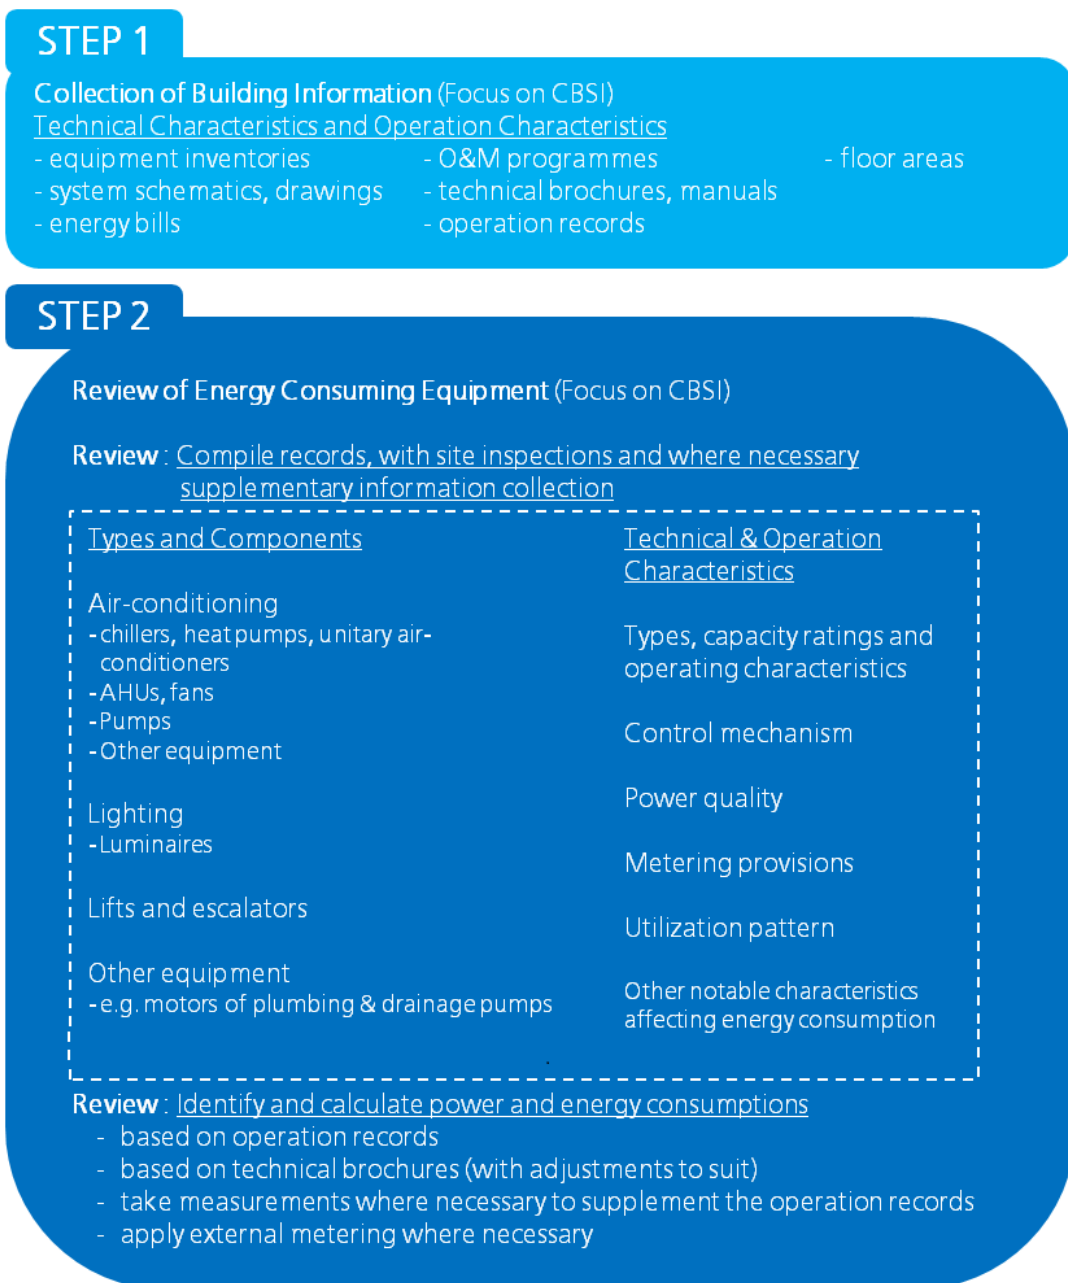 STEP 1
Collection of Building Information (Focus on CBSI)
Technical Characteristics and Operation Characteristics
- equipment inventories - O&M programmes - floor areas
- system schematics, drawings - technical brochures, manuals
- energy bills - operation records
STEP 2
Review of Energy Consuming Equipment (Focus on CBSI)
Review : Compile records, with site inspections and where necessary
supplementary information collection
Types and Components
Air-conditioning
- chillers, heat pumps, unitary air-
conditioners
- AHUs, fans
- Pumps
- Other equipment
Lighting
- Luminaires
Lifts and escalators
Other equipment
- e.g. motors of plumbing & drainage pumps
Technical & Operation
Characteristics
Types, capacity ratings and
operating characteristics
Control mechanism
Power quality
Metering provisions
Utilization pattern
Other notable characteristics
affecting energy consumption
Review : Identify and calculate power and energy consumptions
- based on operation records
- based on technical brochures (with adjustments to suit)
- take measurements where necessary to supplement the operation records
- apply external metering where necessary